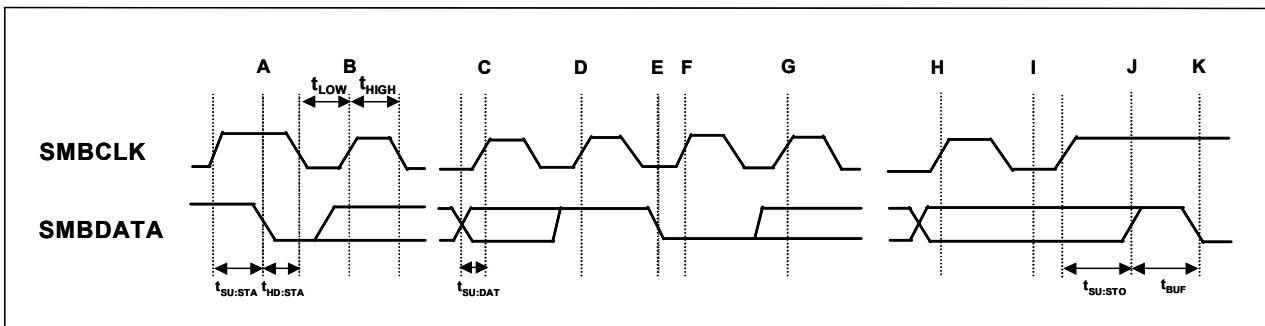 A B C D E F G H I J K
tLOW tHIGH
SMBCLK
SMBDATA
tSU:STA tHD:STA tSU:DAT tSU:STO tBUF